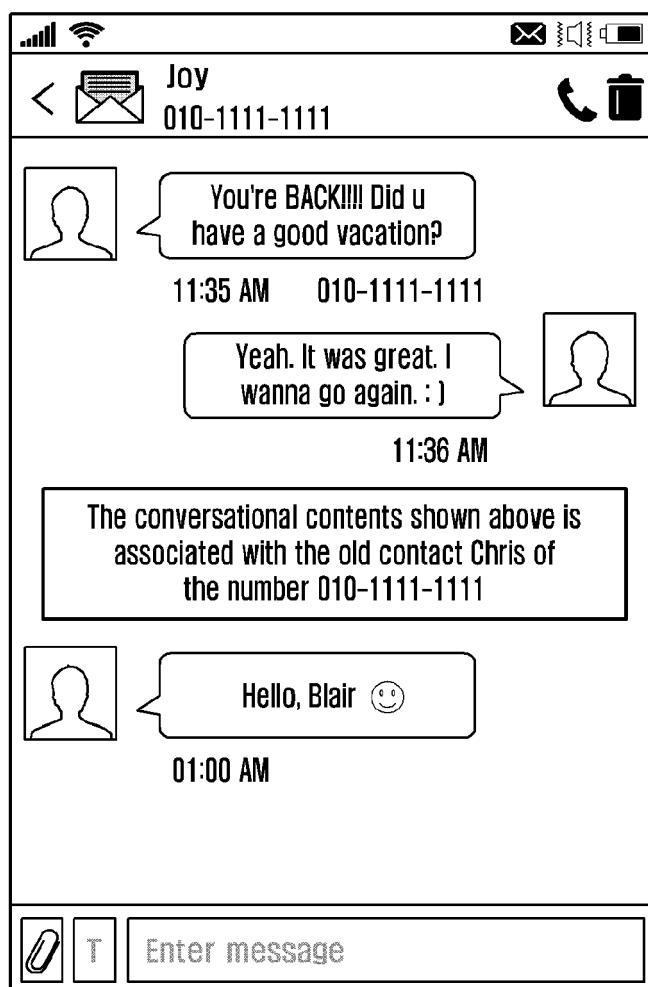 Joy
010-1111-1111
You're BACK!!!! Did u
have a good vacation?
11:35 AM 010-1111-1111
Yeah. It was great. I
wanna go again. : )
11:36 AM
The conversational contents shown above is
associated with the old contact Chris of
the number 010-1111-1111
Hello, Blair
01:00 AM
T Enter message